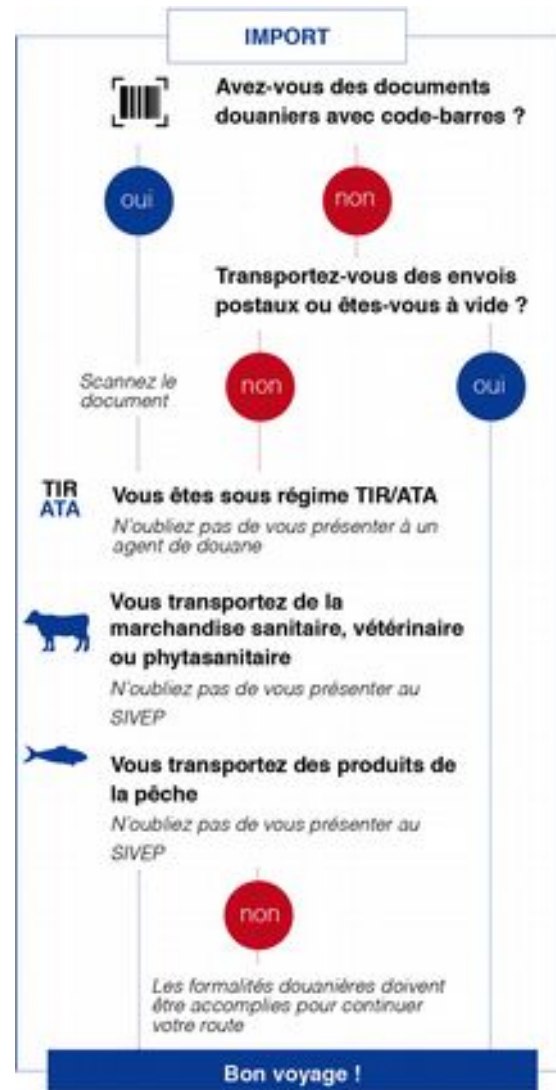 IMPORT
Avez-vous des documents
douaniers avec code-barres ?
oui
non
Transportez-vous des envois
postaux ou êtes-vous à vide ?
Scannez le
document
non
oui
TIR
ATA
Vous êtes sous régime TIR/ATA
N'oubliez pas de vous présenter à un
agent de douane
Vous transportez de la
marchandise sanitaire, vétérinaire
ou phytasanitaire
N'oubliez pas de vous présenter au
SIVEP
Vous transportez des produits de
la pêche
N'oubliez pas de vous présenter au
SIVEP
non
Les formalités douanières doivent
être accomplies pour continuer
votre route
Bon voyage !